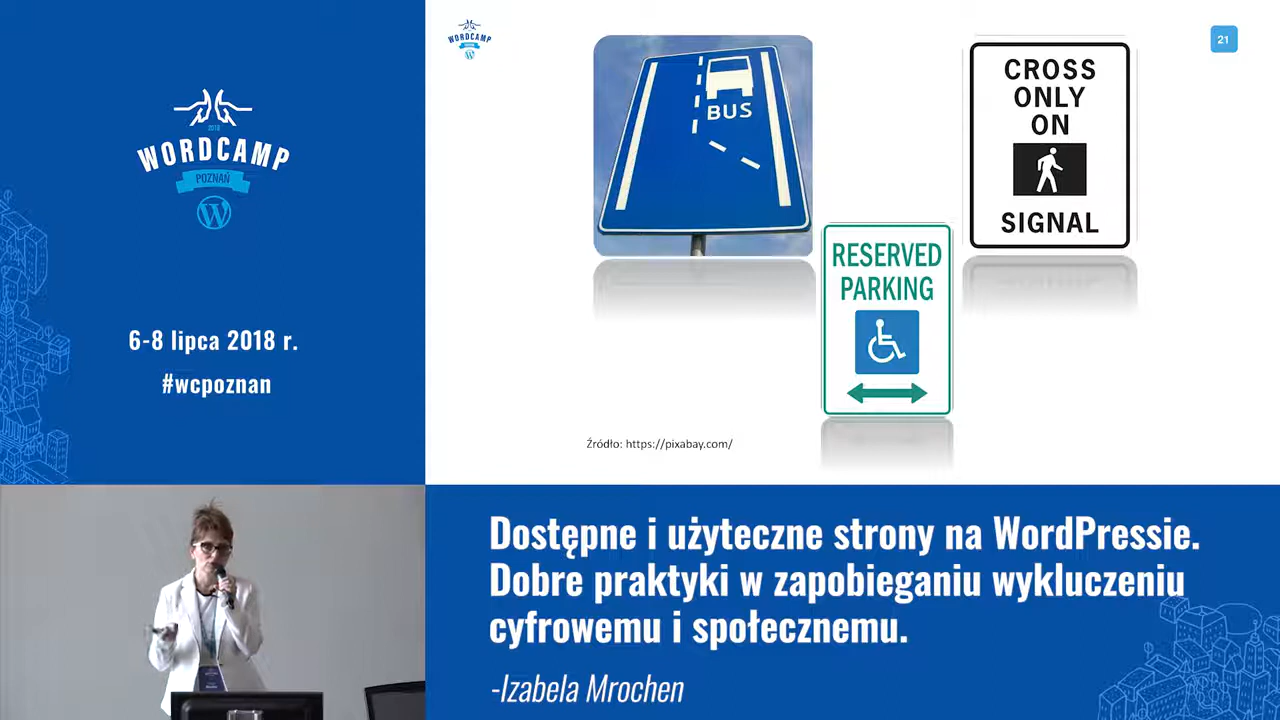 2018
WORDCAMP
POZNAŃ
6-8 lipca 2018 r.
#wcpoznan
WORDCAMP
21
BUS
CROSS
ONLY
ON
SIGNAL
RESERVED
PARKING
Źródło: https://pixabay.com/
Dostępne i użyteczne strony na WordPressie.
Dobre praktyki w zapobieganiu wykluczeniu
cyfrowemu i społecznemu.
-Izabela Mrochen